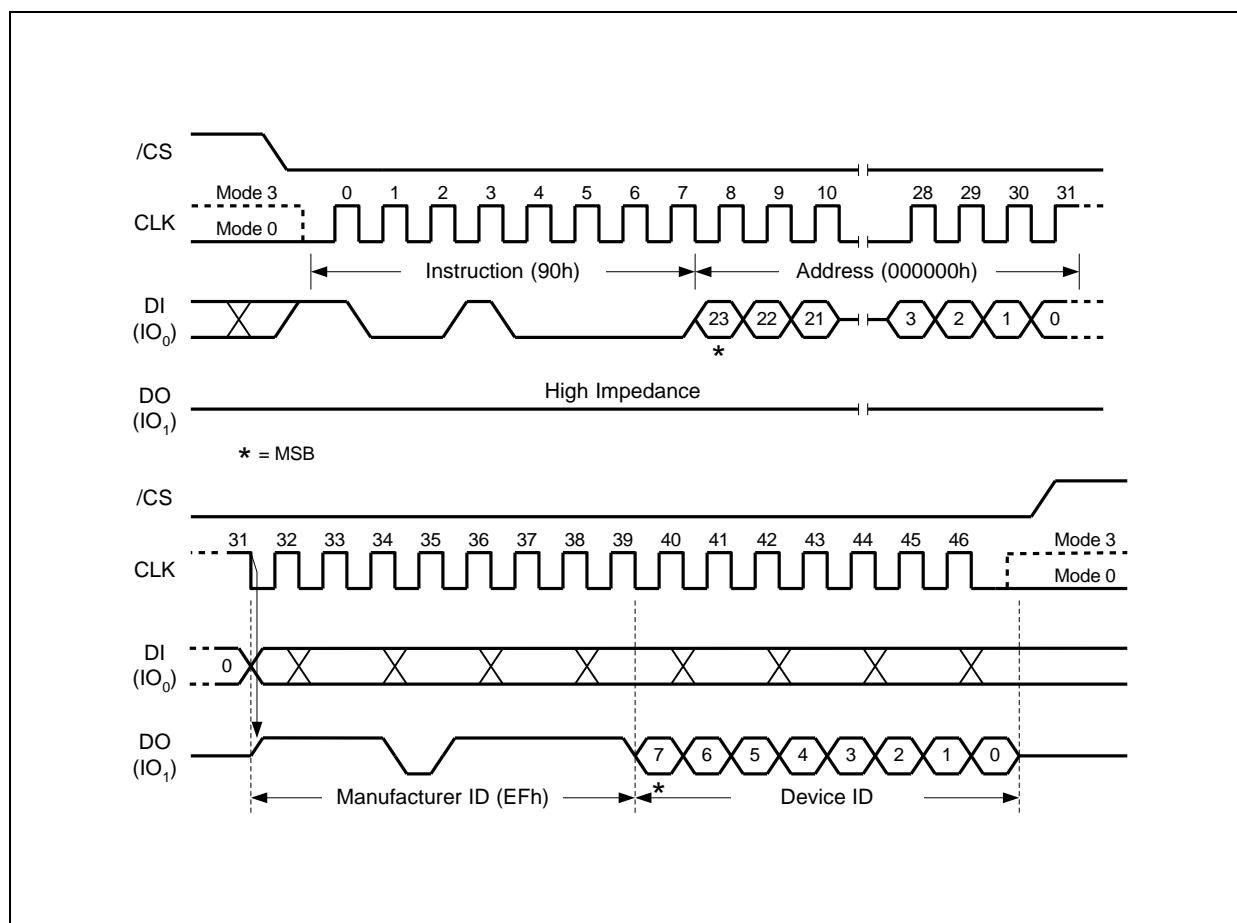 /CS
Mode 3 0 1 2 3 4 5 6 7 8 9 10 28 29 30 31
CLK
Mode 0
Instruction (90h) Address (000000h)
DI
(IO0)
23 22 21 3 2 1 0
*
High Impedance
DO
(IO1)
* = MSB
/CS
31 32 33 34 35 36 37 38 39 40 41 42 43 44 45 46 Mode 3
CLK
Mode 0
DI
(IO0)
0
DO
(IO1)
7 6 5 4 3 2 1 0
*
Manufacturer ID (EFh) Device ID